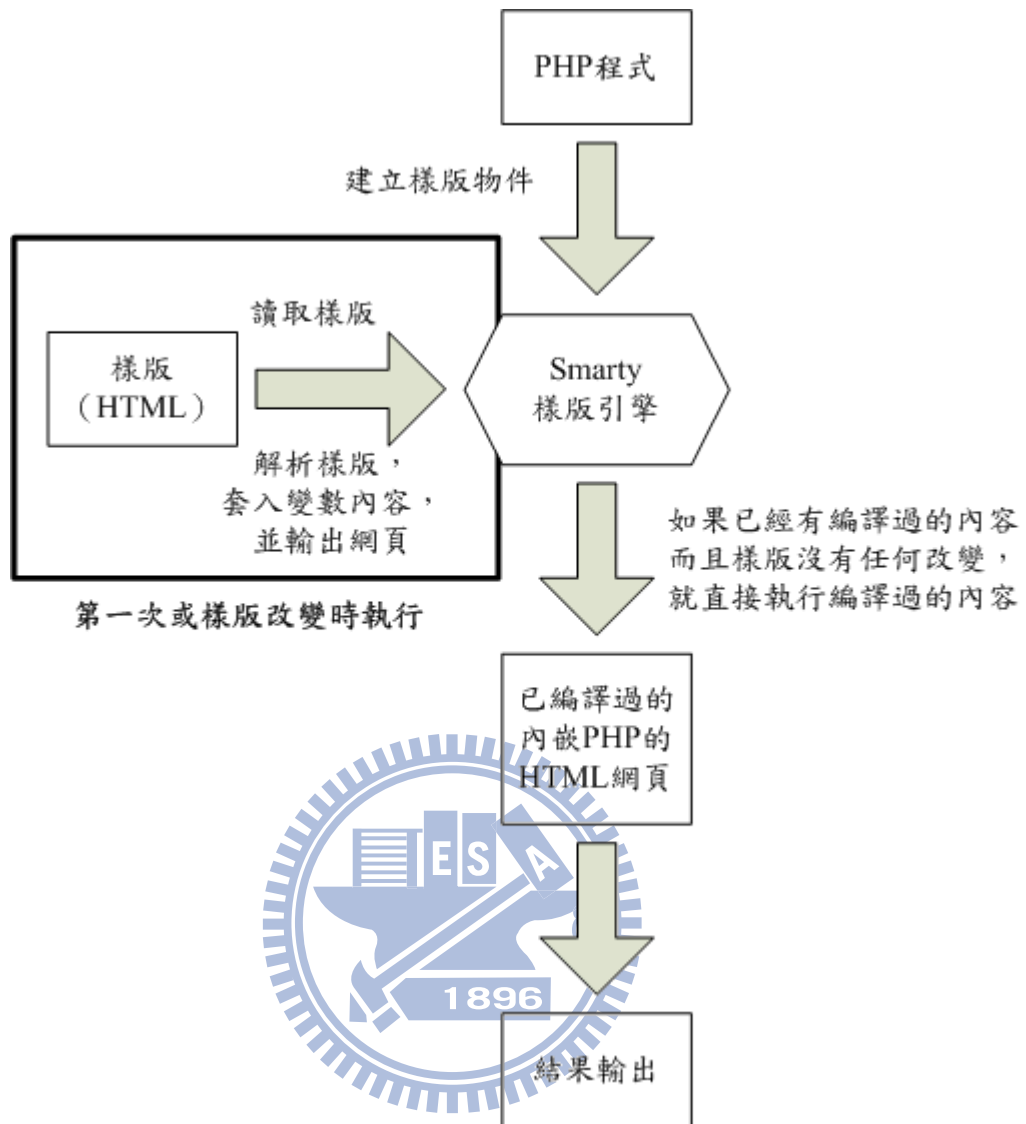 PHP程式
建立樣版物件
讀取樣版
樣版
（HTML）
Smarty
樣版引擎
解析樣版，
套入變數內容，
並輸出網頁
第一次或樣版改變時執行
如果已經有編譯過的內容
而且樣版沒有任何改變，
就直接執行編譯過的內容
已編譯過的
內嵌PHP的
HTML網頁
E S A
1896
結果輸出